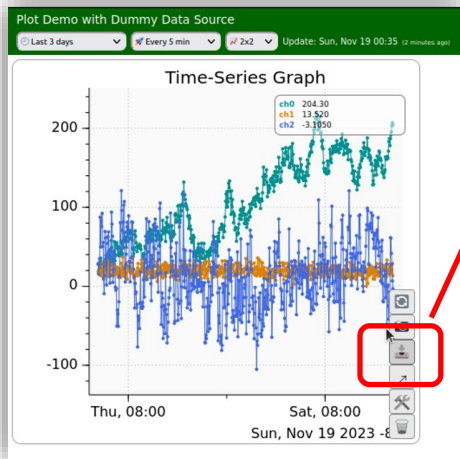 Plot Demo with Dummy Data Source
Last 3 days Every 5 min 2x2 Update: Sun, Nov 19 00:35 (2 minutes ago)
Time-Series Graph
ch0 204.30
ch1 13.520
ch2 -3.1050
200
100
0
-100
Thu, 08:00 Sat, 08:00
Sun, Nov 19 2023 -8